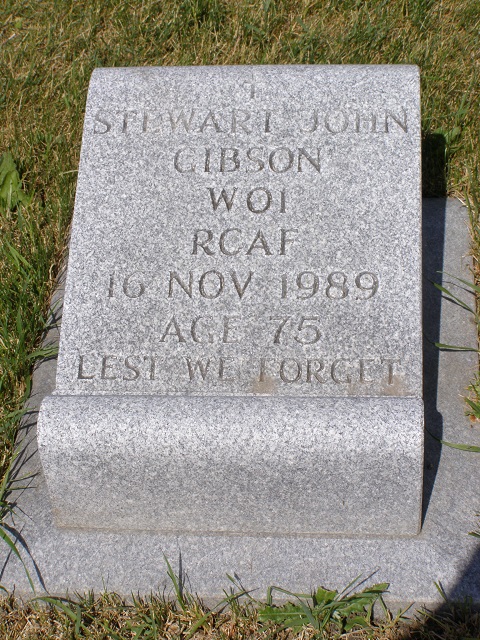 STEWART JOHN
GIBSON
WO1
RCAF
16 NOV 1989
AGE 75
LEST WE FORGET